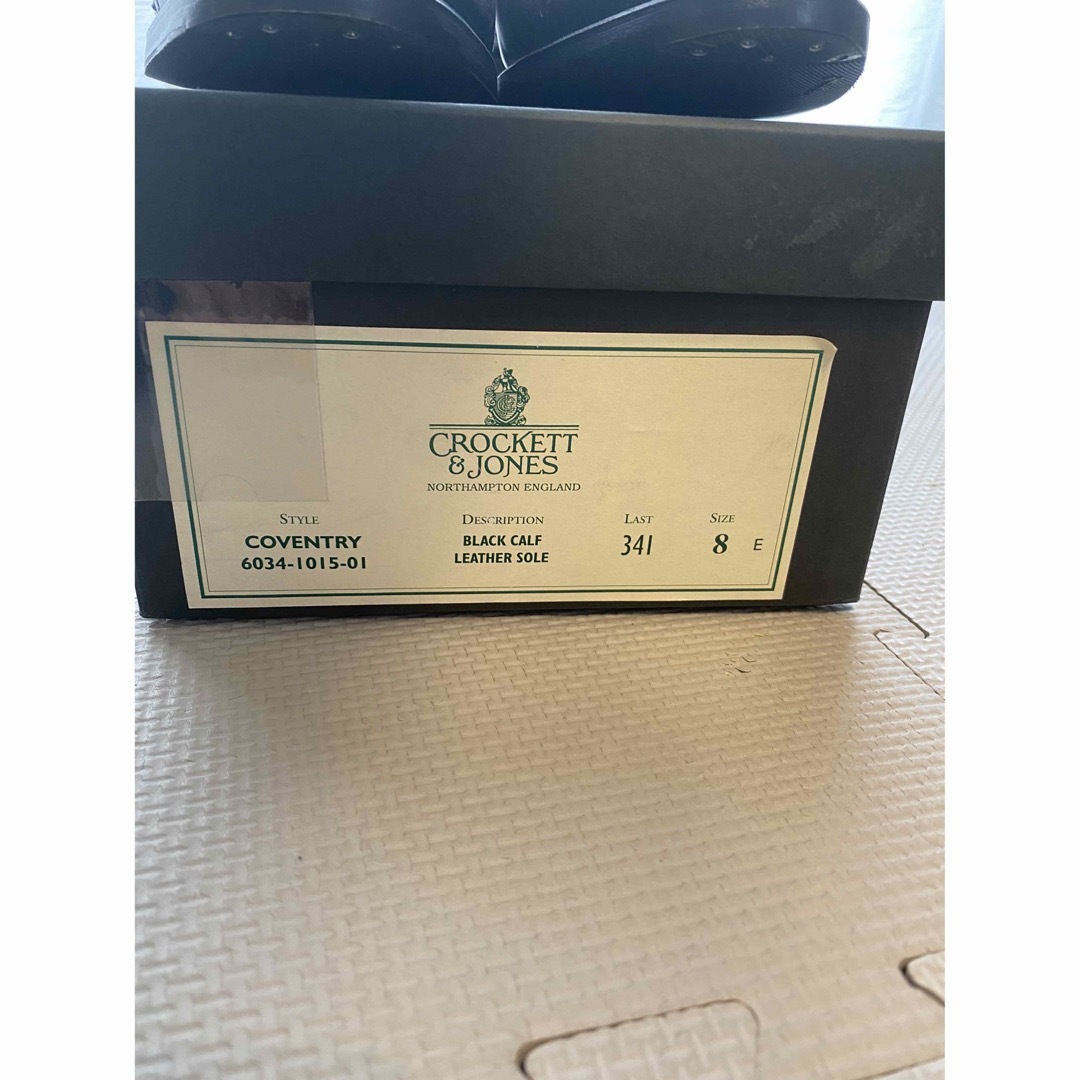 CROCKETT
& JONES
NORTHAMPTON ENGLAND
STYLE DESCRIPTION LAST SIZE
COVENTRY BLACK CALF 341 8 E
6034-1015-01 LEATHER SOLE